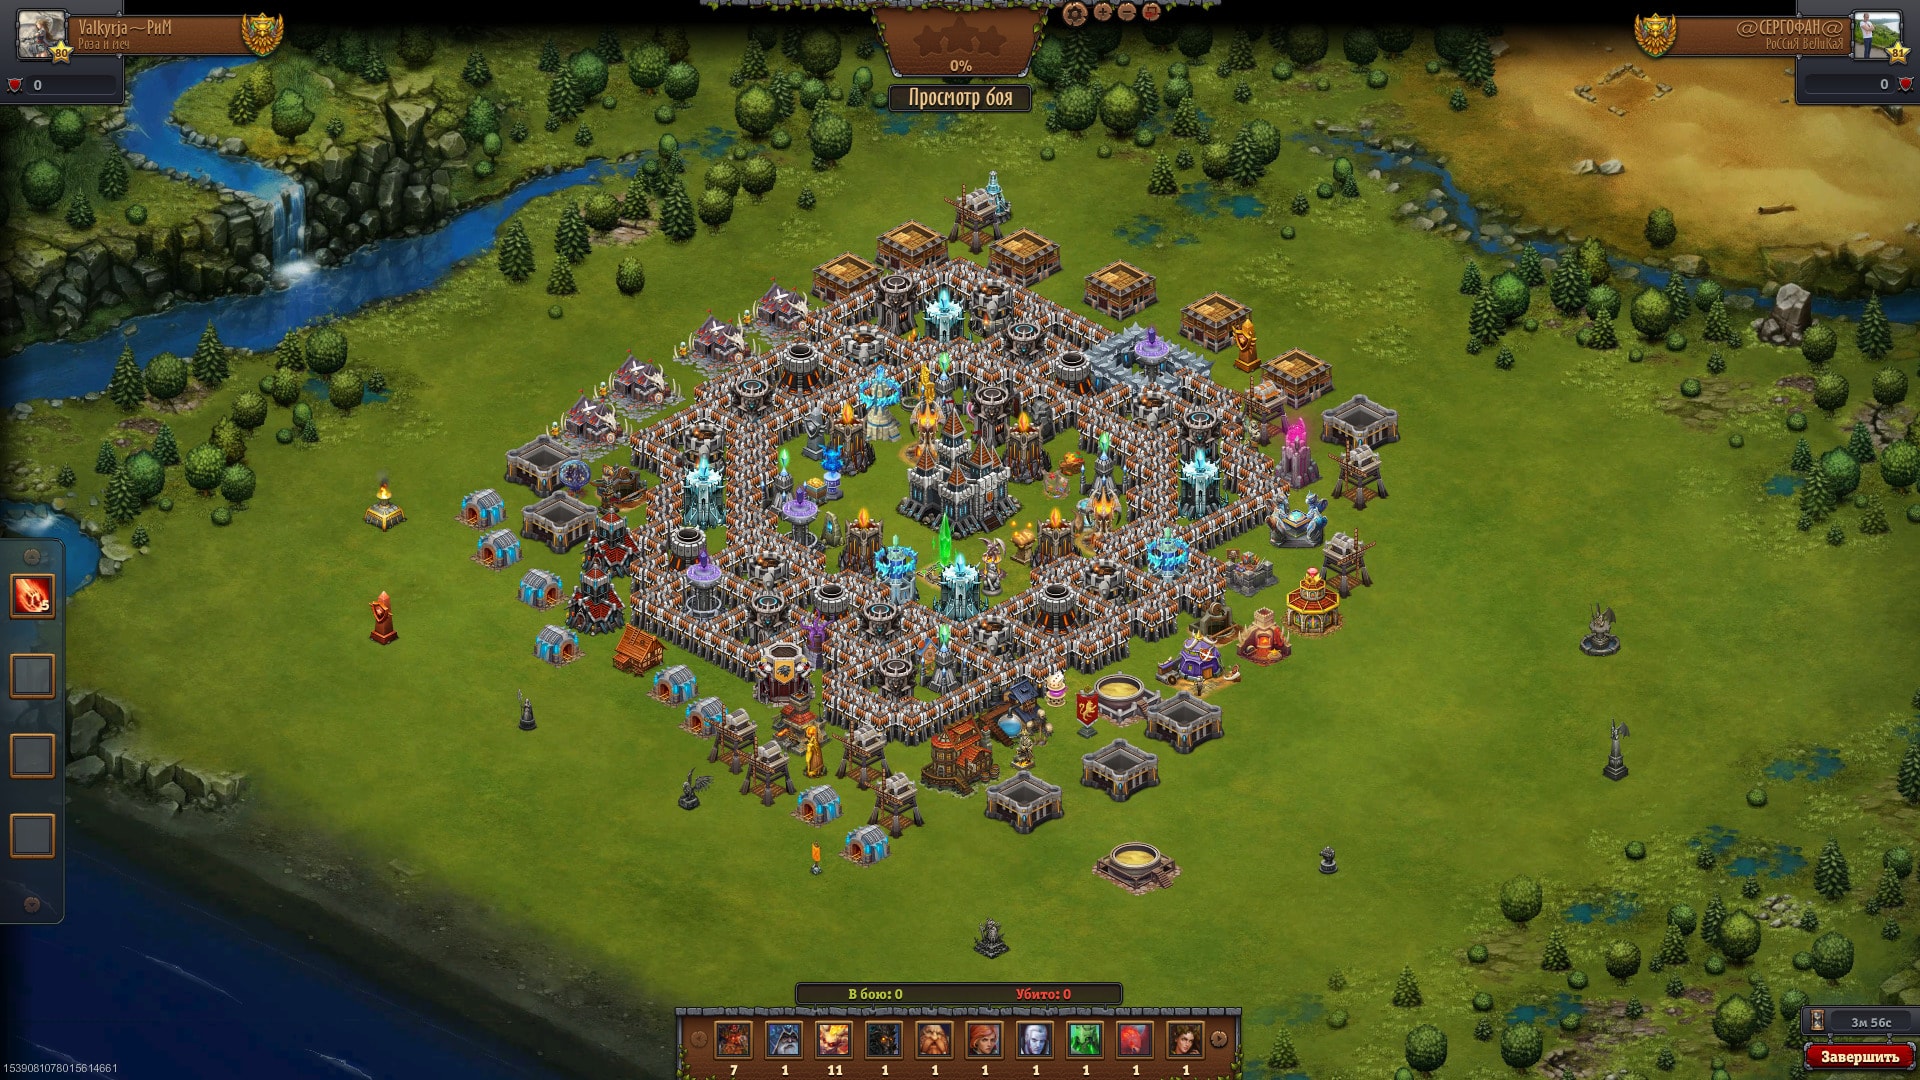 Valkyrja~РиМ
Роза и меч
80
0
0%
Просмотр боя
@СЕРГОФАН@
РоССиЯ ВеЛиКаЯ
81
0
5
В бою: 0
Убито: 0
7
1
11
1
1
1
1
1
1
1
3м 56с
Завершить
1539081078015614661